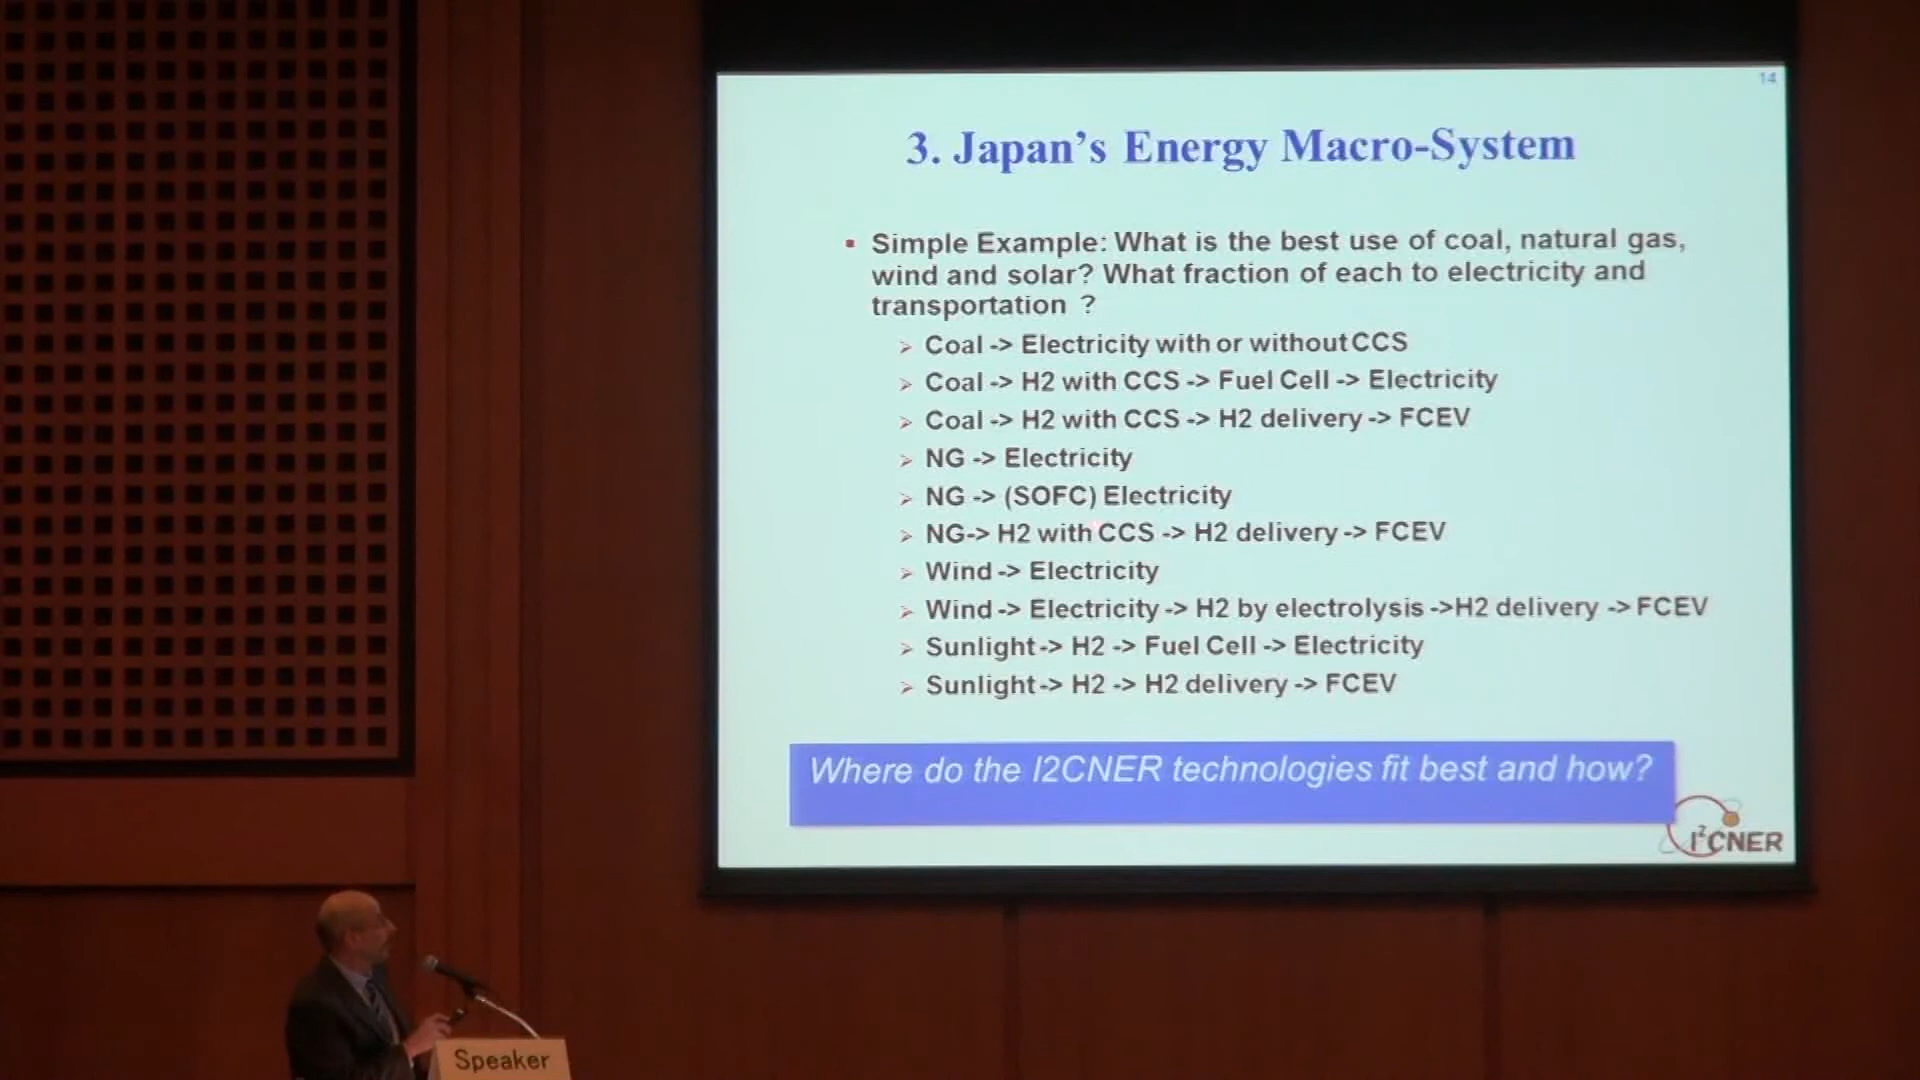 14
3. Japan's Energy Macro-System
▪ Simple Example: What is the best use of coal, natural gas,
wind and solar? What fraction of each to electricity and
transportation ?
➢ Coal -> Electricity with or without CCS
➢ Coal -> H2 with CCS -> Fuel Cell -> Electricity
➢ Coal -> H2 with CCS -> H2 delivery -> FCEV
➢ NG -> Electricity
➢ NG -> (SOFC) Electricity
➢ NG-> H2 with CCS -> H2 delivery -> FCEV
➢ Wind -> Electricity
➢ Wind -> Electricity -> H2 by electrolysis ->H2 delivery -> FCEV
➢ Sunlight-> H2 -> Fuel Cell -> Electricity
➢ Sunlight-> H2 -> H2 delivery -> FCEV
Where do the I2CNER technologies fit best and how?
I²CNER
Speaker